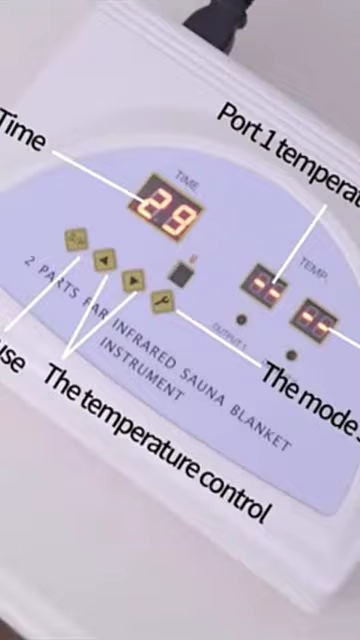 Time
Port 1 tempera
TIME
29
TEMP.
--
--
OUTPUT 1
2 PARTS FAR INFRARED SAUNA BLANKET
INSTRUMENT
use
The temperature control
The mode s